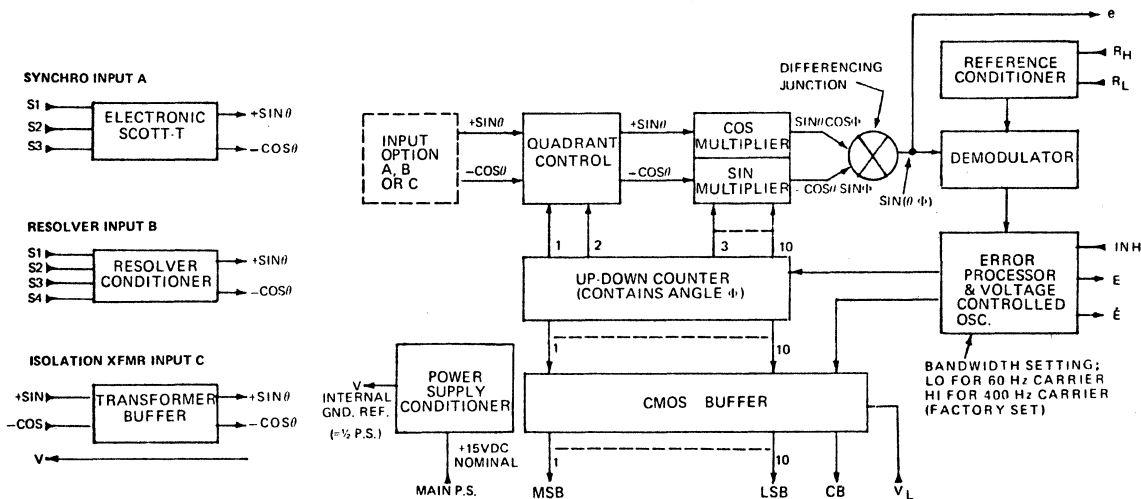 SYNCHRO INPUT A
S1
S2
S3
ELECTRONIC
SCOTT-T
+SINθ
-COSθ
RESOLVER INPUT B
S1
S2
S3
S4
RESOLVER
CONDITIONER
+SINθ
-COSθ
ISOLATION XFMR INPUT C
+SIN
-COS
V
TRANSFORMER
BUFFER
+SINθ
-COSθ
INPUT
OPTION
A, B
OR C
+SINθ
-COSθ
QUADRANT
CONTROL
+SINθ
-COSθ
COS
MULTIPLIER
SIN
MULTIPLIER
SINθCOSΦ
- COSθ SINΦ
DIFFERENCING
JUNCTION
SIN(θ Φ)
e
REFERENCE
CONDITIONER
RH
RL
DEMODULATOR
1
2
3
10
UP-DOWN COUNTER
(CONTAINS ANGLE Φ)
ERROR
PROCESSOR
& VOLTAGE
CONTROLLED
OSC.
INH
E
Ė
BANDWIDTH SETTING;
LO FOR 60 Hz CARRIER
HI FOR 400 Hz CARRIER
(FACTORY SET)
1
10
V
INTERNAL
GND. REF.
(=½ P.S.)
POWER
SUPPLY
CONDITIONER
+15VDC
NOMINAL
MAIN P.S.
CMOS BUFFER
1
10
MSB
LSB
CB
VL